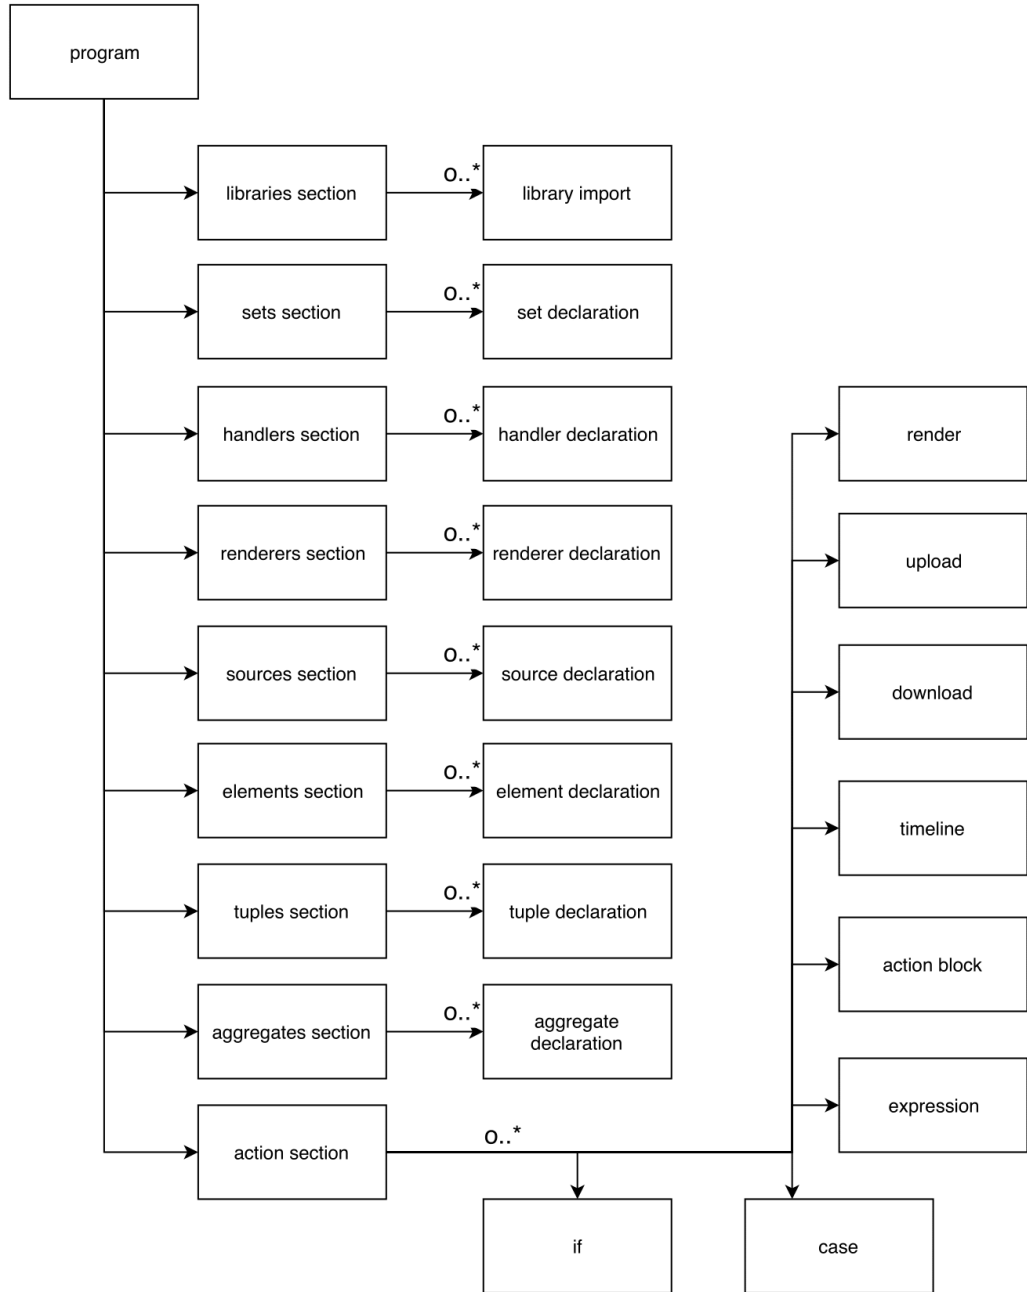 program
o..*
libraries section
library import
o..*
sets section
set declaration
o..*
handlers section
handler declaration
render
o..*
renderers section
renderer declaration
upload
o..*
sources section
source declaration
download
o..*
elements section
element declaration
timeline
o..*
tuples section
tuple declaration
action block
o..*
aggregates section
aggregate
declaration
expression
o..*
action section
if
case